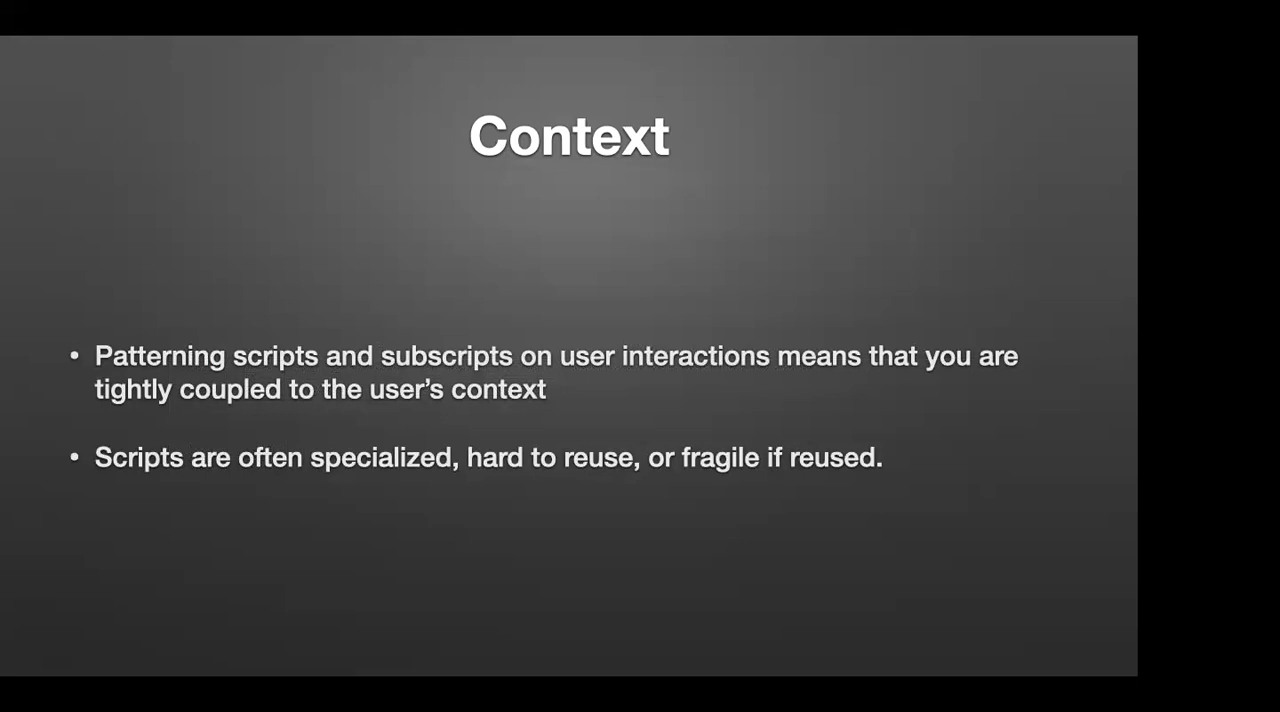 Context
• Patterning scripts and subscripts on user interactions means that you are
tightly coupled to the user’s context
• Scripts are often specialized, hard to reuse, or fragile if reused.